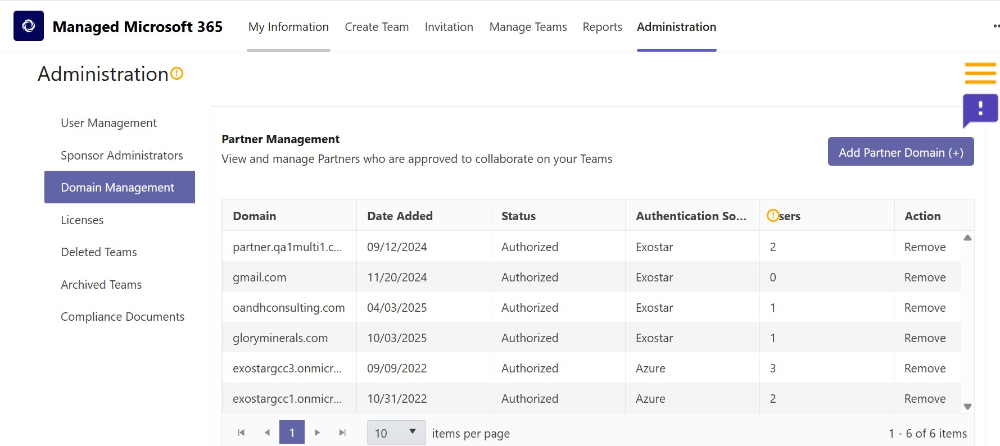 Managed Microsoft 365
My Information
Create Team
Invitation
Manage Teams
Reports
Administration
Administration
User Management
Sponsor Administrators
Domain Management
Licenses
Deleted Teams
Archived Teams
Compliance Documents
Partner Management
View and manage Partners who are approved to collaborate on your Teams
Add Partner Domain (+)
Domain Date Added Status Authentication So... sers Action
partner.qa1multi1.c... 09/12/2024 Authorized Exostar 2 Remove
gmail.com 11/20/2024 Authorized Exostar 0 Remove
oandhconsulting.com 04/03/2025 Authorized Exostar 1 Remove
gloryminerals.com 10/03/2025 Authorized Exostar 1 Remove
exostargcc3.onmicr... 09/09/2022 Authorized Azure 3 Remove
exostargcc1.onmicr... 10/31/2022 Authorized Azure 2 Remove
1 10 items per page 1 - 6 of 6 items